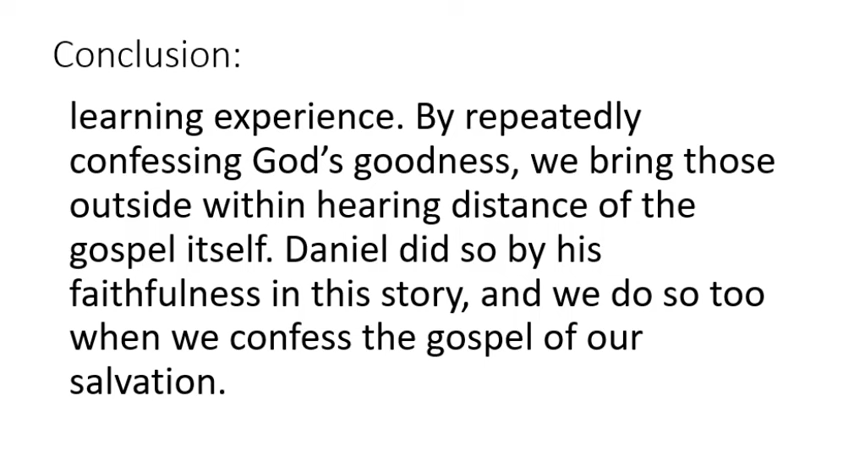 Conclusion:
learning experience. By repeatedly
confessing God’s goodness, we bring those
outside within hearing distance of the
gospel itself. Daniel did so by his
faithfulness in this story, and we do so too
when we confess the gospel of our
salvation.